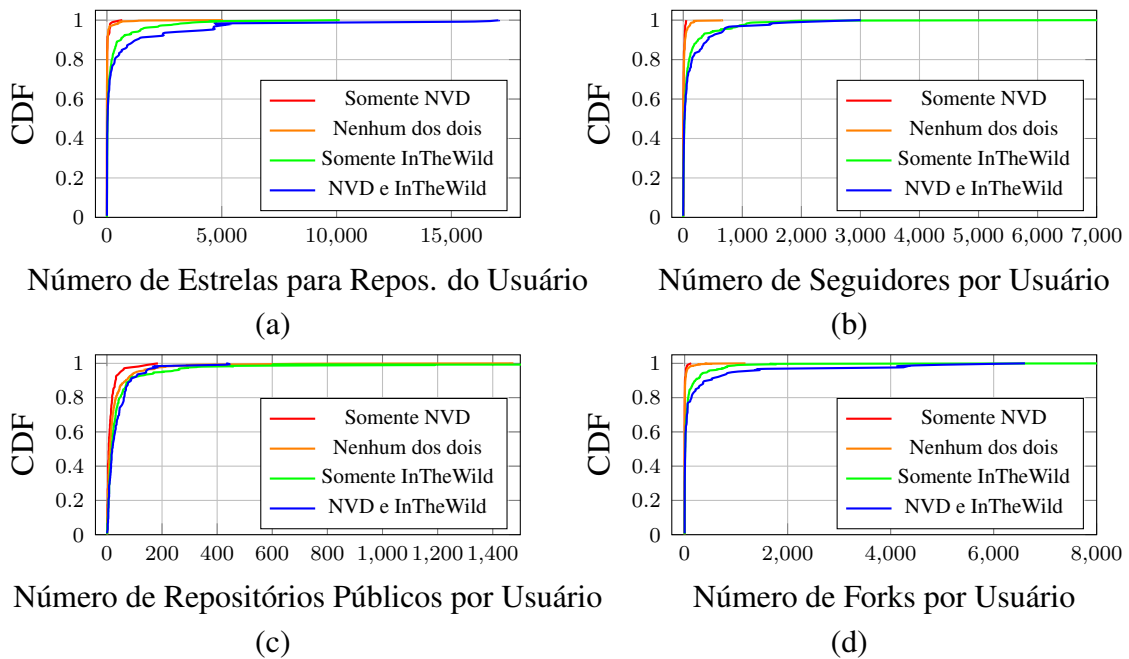 1
0.8
0.6
0.4
0.2
0
CDF
Somente NVD
Nenhum dos dois
Somente InTheWild
NVD e InTheWild
0 5,000 10,000 15,000
Número de Estrelas para Repos. do Usuário
(a)
1
0.8
0.6
0.4
0.2
0
CDF
Somente NVD
Nenhum dos dois
Somente InTheWild
NVD e InTheWild
0 1,000 2,000 3,000 4,000 5,000 6,000 7,000
Número de Seguidores por Usuário
(b)
1
0.8
0.6
0.4
0.2
0
CDF
Somente NVD
Nenhum dos dois
Somente InTheWild
NVD e InTheWild
0 200 400 600 800 1,000 1,200 1,400
Número de Repositórios Públicos por Usuário
(c)
1
0.8
0.6
0.4
0.2
0
CDF
Somente NVD
Nenhum dos dois
Somente InTheWild
NVD e InTheWild
0 2,000 4,000 6,000 8,000
Número de Forks por Usuário
(d)